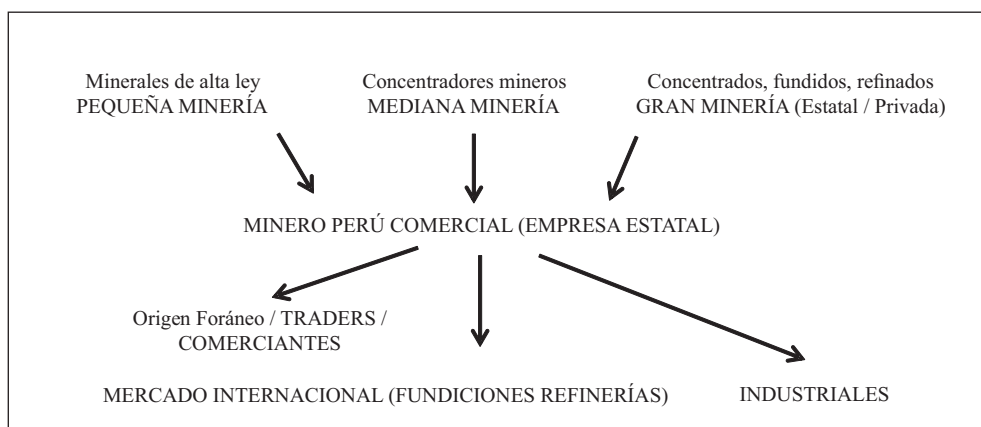 Minerales de alta ley
PEQUEÑA MINERÍA
Concentradores mineros
MEDIANA MINERÍA
Concentrados, fundidos, refinados
GRAN MINERÍA (Estatal / Privada)
MINERO PERÚ COMERCIAL (EMPRESA ESTATAL)
Origen Foráneo / TRADERS /
COMERCIANTES
MERCADO INTERNACIONAL (FUNDICIONES REFINERÍAS)
INDUSTRIALES